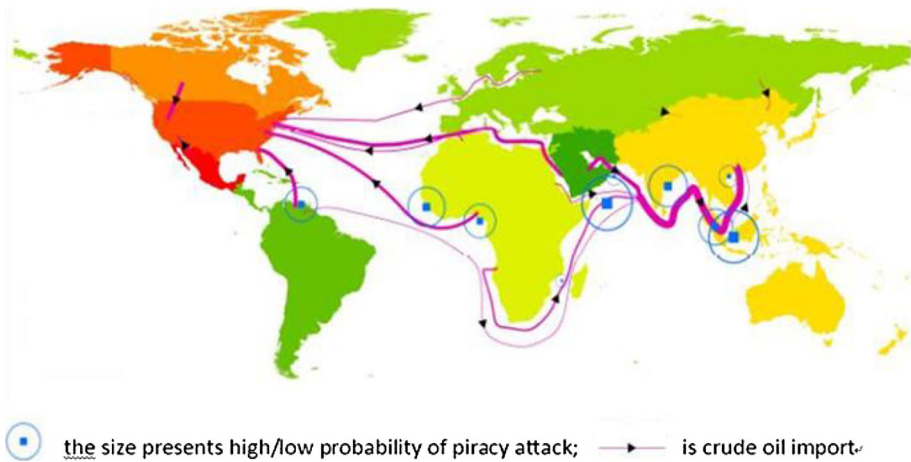 the size presents high/low probability of piracy attack; is crude oil import